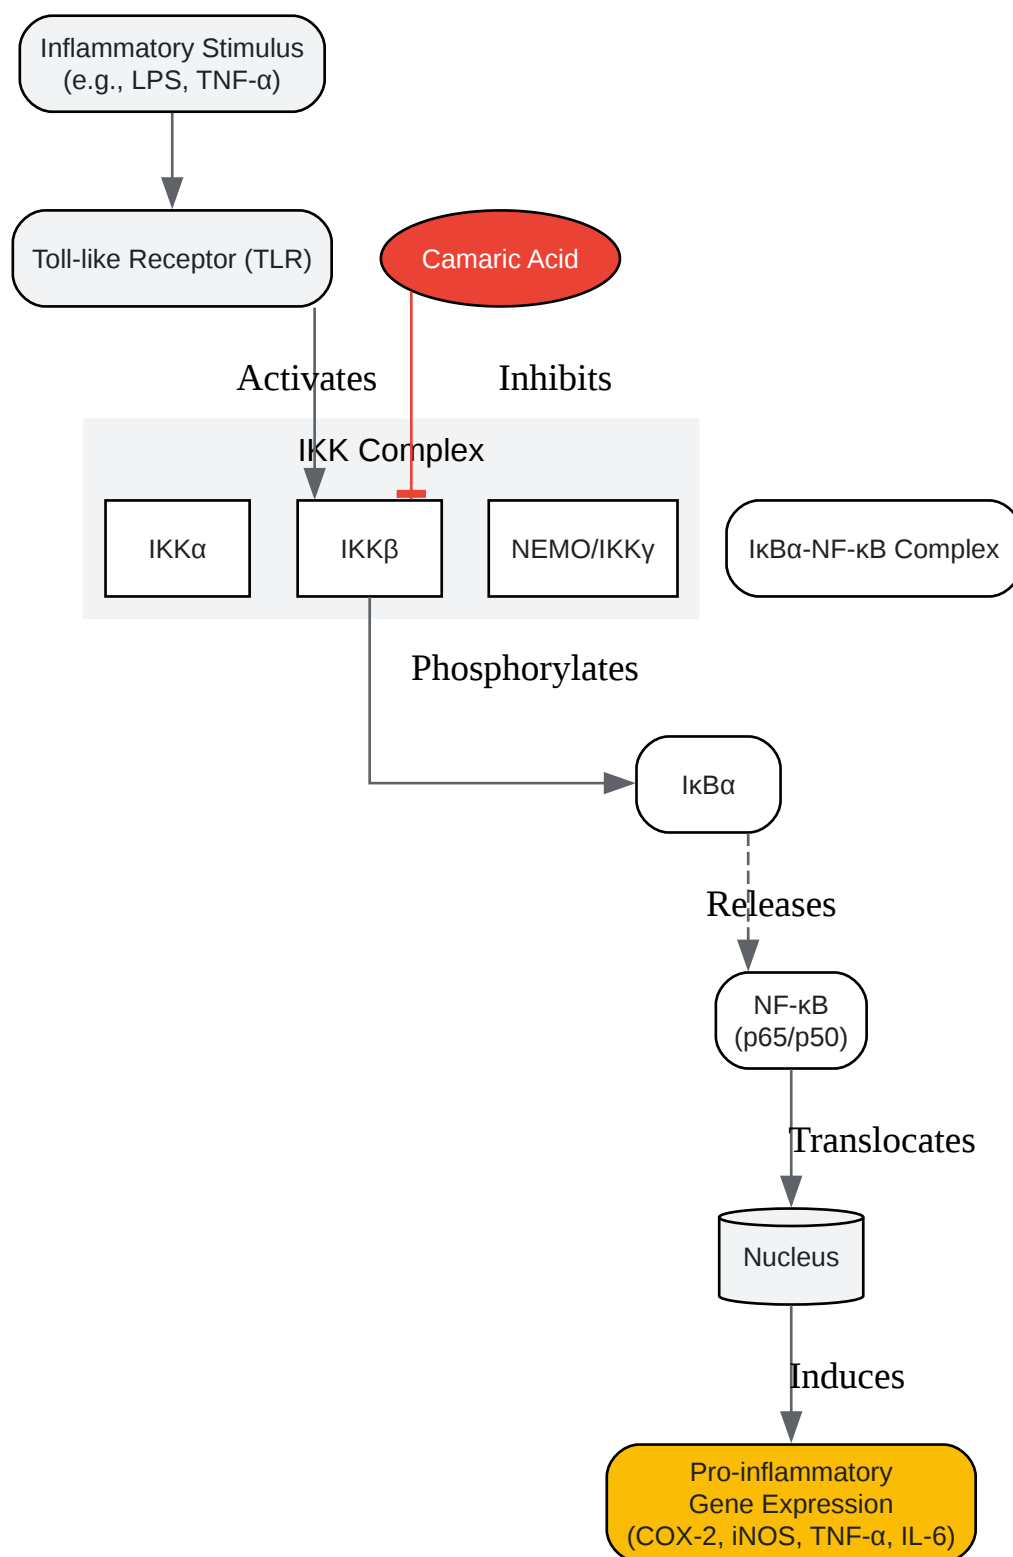 Inflammatory Stimulus
(e.g., LPS, TNF-α)
Toll-like Receptor (TLR)
Camaric Acid
Activates
Inhibits
IKK Complex
IKKα
IKKβ
NEMO/IKKγ
IκBα-NF-κB Complex
Phosphorylates
IκBα
Releases
NF-κB
(p65/p50)
Translocates
Nucleus
Induces
Pro-inflammatory
Gene Expression
(COX-2, iNOS, TNF-α, IL-6)